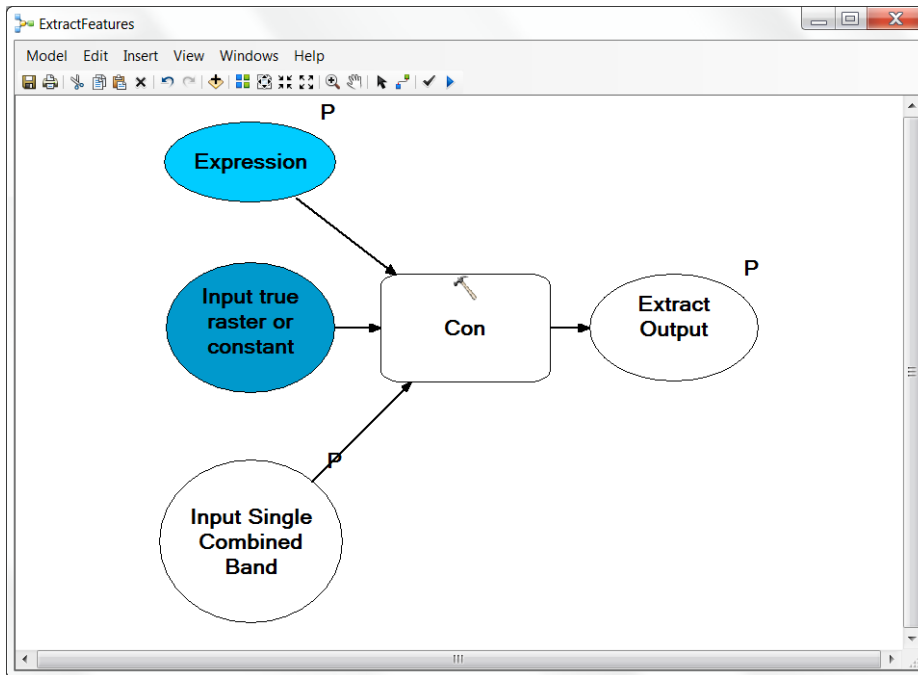 ExtractFeatures
Model Edit Insert View Windows Help
P
Expression
Input true
raster or
constant
Con
P
Extract
Output
P
Input Single
Combined
Band